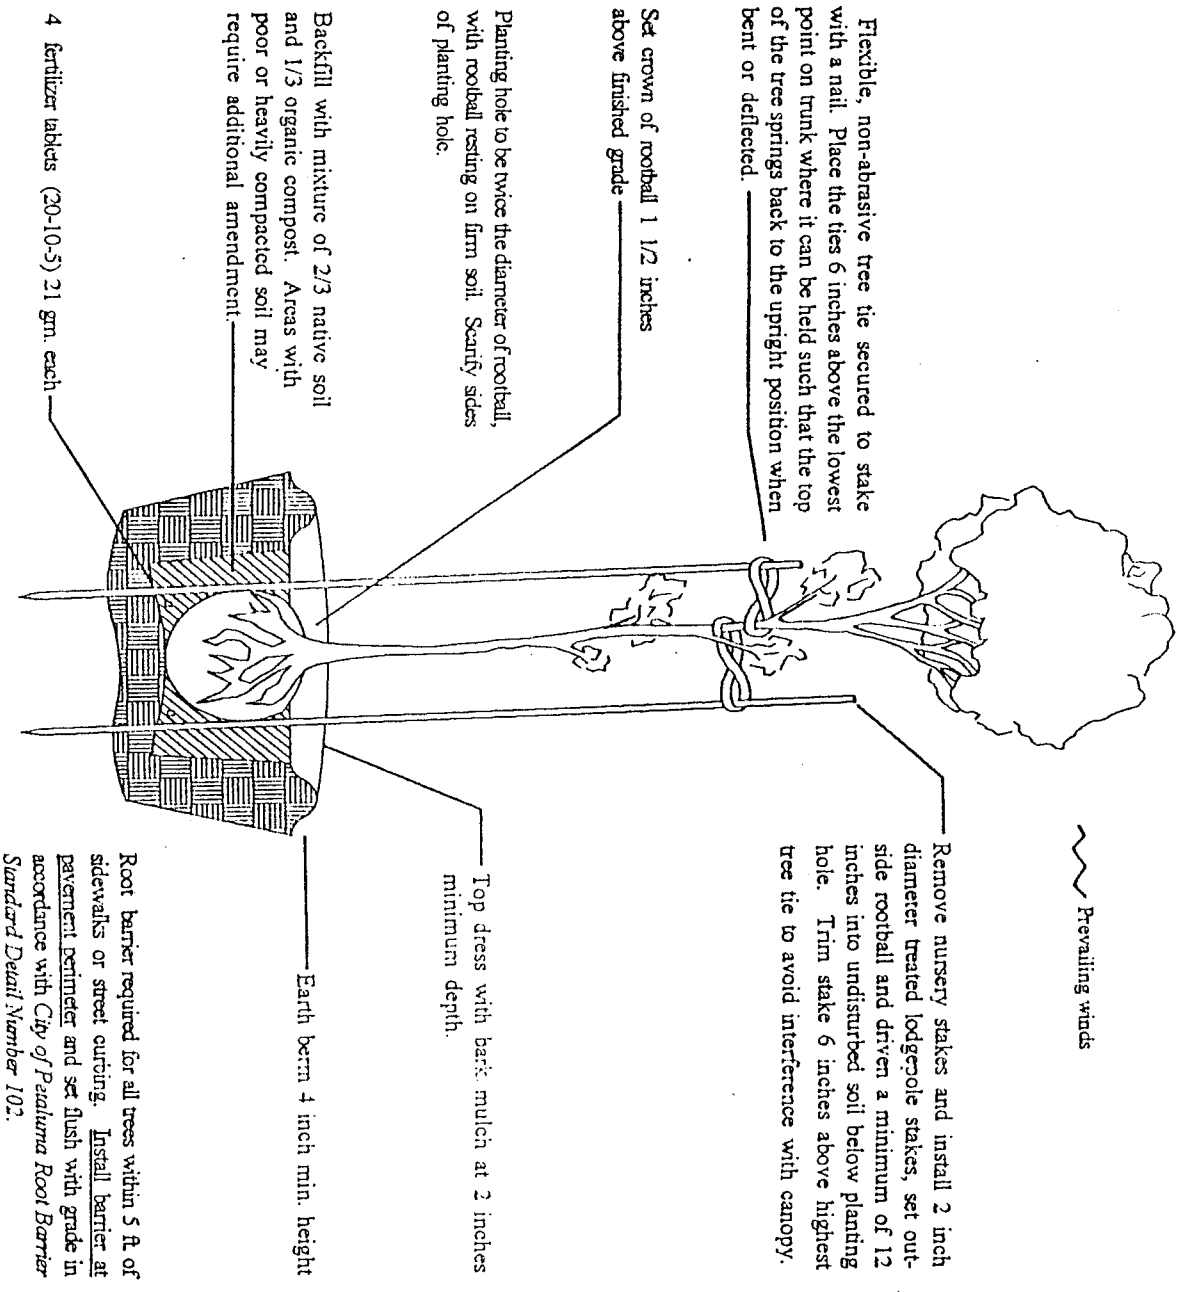 Flexible, non-abrasive tree tie secured to stake
with a nail. Place the ties 6 inches above the lowest
point on trunk where it can be held such that the top
of the tree springs back to the upright position when
bent or deflected.
Set crown of rootball 1 1/2 inches
above finished grade
Planting hole to be twice the diameter of rootball,
with rootball resting on firm soil. Scarify sides
of planting hole.
Backfill with mixture of 2/3 native soil
and 1/3 organic compost. Areas with
poor or heavily compacted soil may
require additional amendment.
4 fertilizer tablets (20-10-5) 21 gm. each
Prevailing winds
Remove nursery stakes and install 2 inch
diameter treated lodgepole stakes, set out-
side rootball and driven a minimum of 12
inches into undisturbed soil below planting
hole. Trim stake 6 inches above highest
tree tie to avoid interference with canopy.
Top dress with bark mulch at 2 inches
minimum depth.
Earth berm 4 inch min. height
Root barrier required for all trees within 5 ft. of
sidewalks or street curbing. Install barrier at
pavement perimeter and set flush with grade in
accordance with City of Petaluma Root Barrier
Standard Detail Number 102.